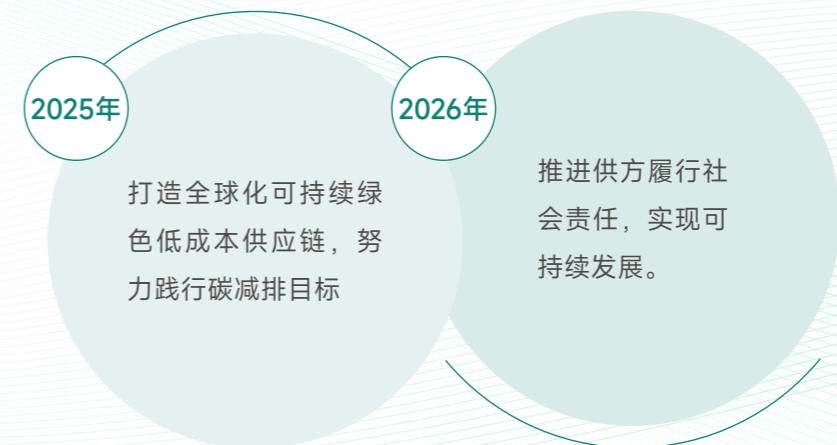 2025年
打造全球化可持续绿
色低成本供应链，努
力践行碳减排目标
2026年
推进供方履行社
会责任，实现可
持续发展。